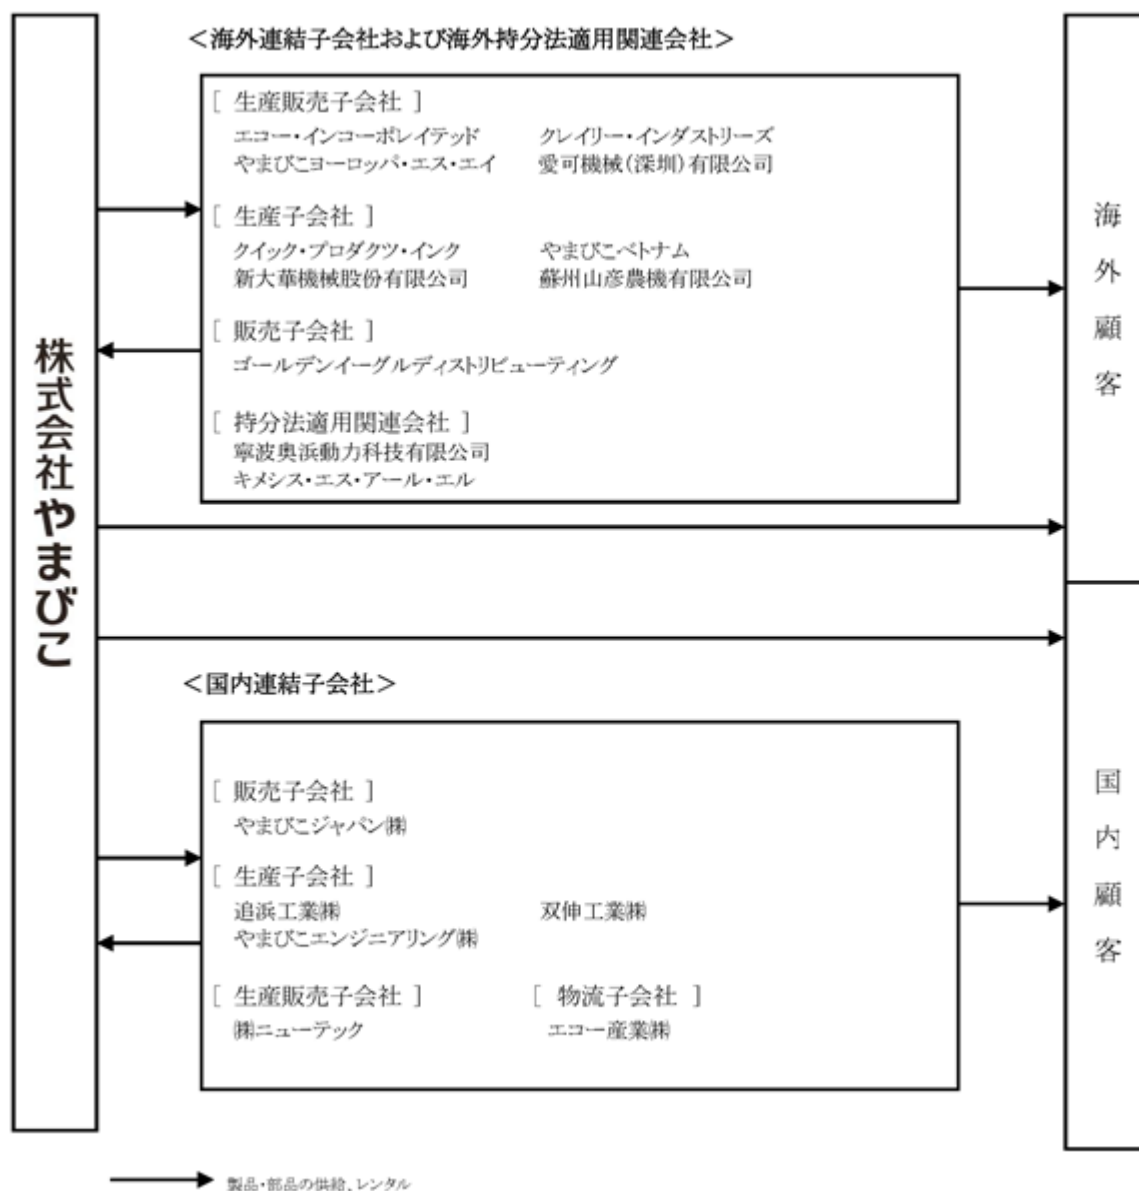 株式会社やまびこ
＜海外連結子会社および海外持分法適用関連会社＞
［ 生産販売子会社 ］
エコー・インコーポレイテッド　クレイリー・インダストリーズ
やまびこヨーロッパ・エス・エイ　愛可機械（深圳）有限公司
［ 生産子会社 ］
クイック・プロダクツ・インク　やまびこベトナム
新大華機械股份有限公司　蘇州山彦農機有限公司
［ 販売子会社 ］
ゴールデンイーグルディストリビューティング
［ 持分法適用関連会社 ］
寧波奥浜動力科技有限公司
キメシス・エス・アール・エル
海外顧客
＜国内連結子会社＞
［ 販売子会社 ］
やまびこジャパン㈱
［ 生産子会社 ］
追浜工業㈱　双伸工業㈱
やまびこエンジニアリング㈱
［ 生産販売子会社 ］　［ 物流子会社 ］
㈱ニューテック　エコー産業㈱
国内顧客
製品・部品の供給、レンタル